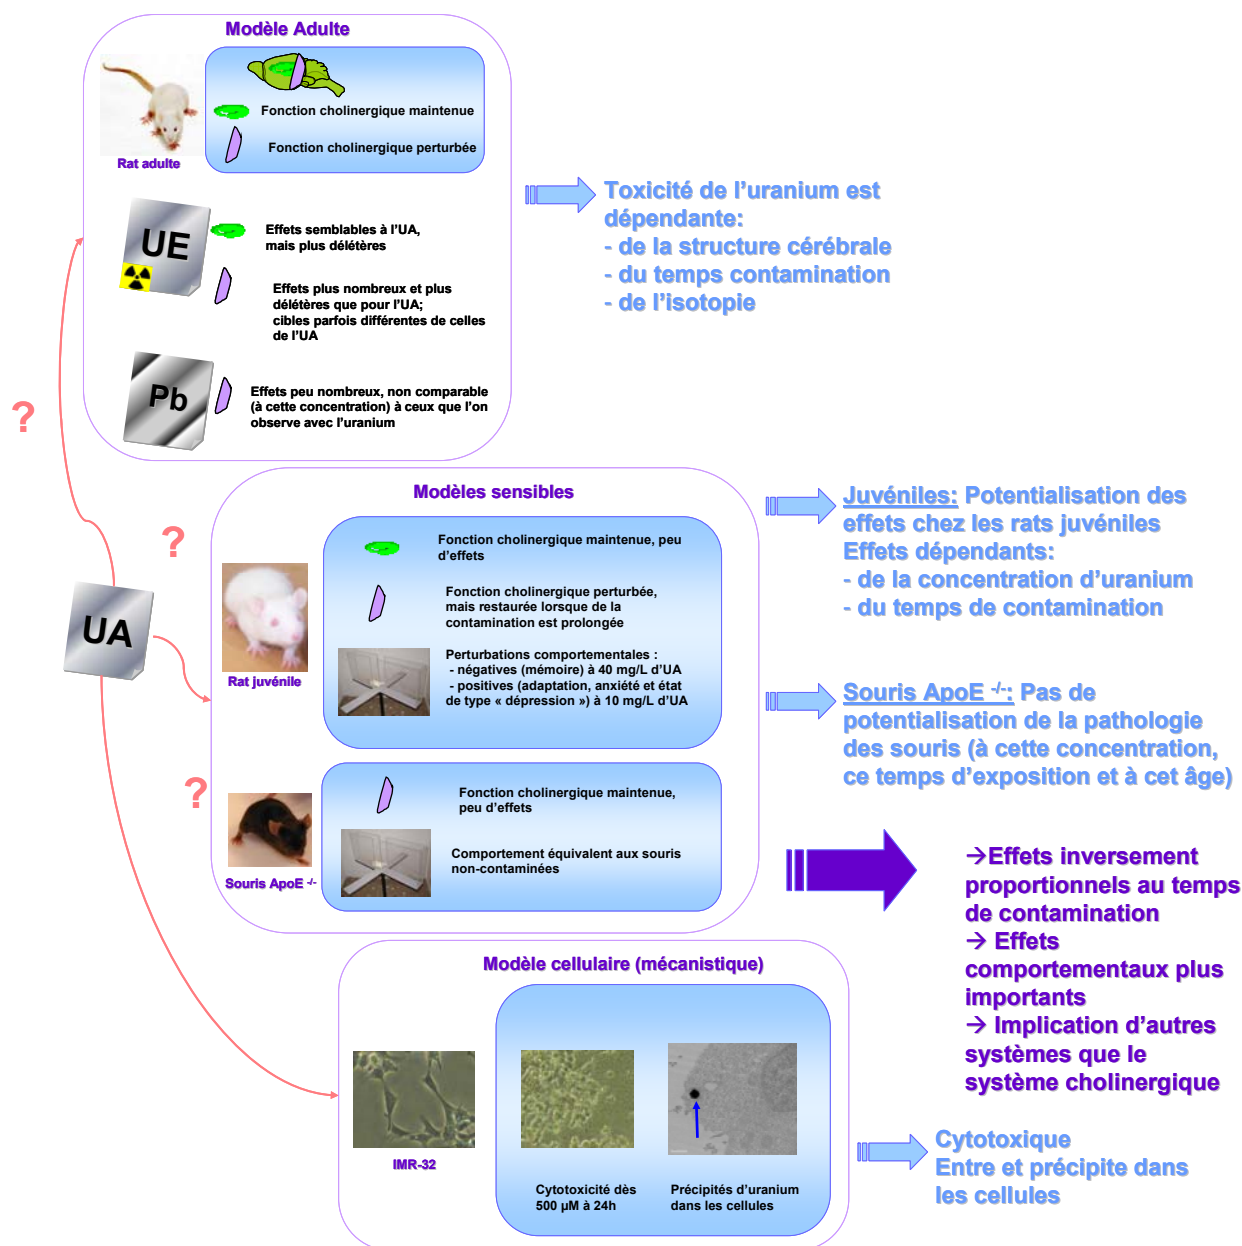 Modèle Adulte
Fonction cholinergique maintenue
Fonction cholinergique perturbée
Rat adulte
UE
Effets semblables à l'UA,
mais plus délétères
Effets plus nombreux et plus
délétères que pour l'UA;
cibles parfois différentes de celles
de l'UA
Pb
Effets peu nombreux, non comparable
(à cette concentration) à ceux que l'on
observe avec l'uranium
Toxicité de l'uranium est
dépendante:
- de la structure cérébrale
- du temps contamination
- de l'isotopie
?
?
?
UA
Modèles sensibles
Fonction cholinergique maintenue, peu
d'effets
Fonction cholinergique perturbée,
mais restaurée lorsque de la
contamination est prolongée
Rat juvénile
Perturbations comportementales :
- négatives (mémoire) à 40 mg/L d'UA
- positives (adaptation, anxiété et état
de type « dépression ») à 10 mg/L d'UA
Juvéniles: Potentialisation des
effets chez les rats juvéniles
Effets dépendants:
- de la concentration d'uranium
- du temps de contamination
Fonction cholinergique maintenue,
peu d'effets
Comportement équivalent aux souris
non-contaminées
Souris ApoE -/-
Souris ApoE -/-: Pas de
potentialisation de la pathologie
des souris (à cette concentration,
ce temps d'exposition et à cet âge)
→Effets inversement
proportionnels au temps
de contamination
→ Effets
comportementaux plus
importants
→ Implication d'autres
systèmes que le
système cholinergique
Modèle cellulaire (mécanistique)
IMR-32
Cytotoxicité dès
500 µM à 24h
Précipités d'uranium
dans les cellules
Cytotoxique
Entre et précipite dans
les cellules